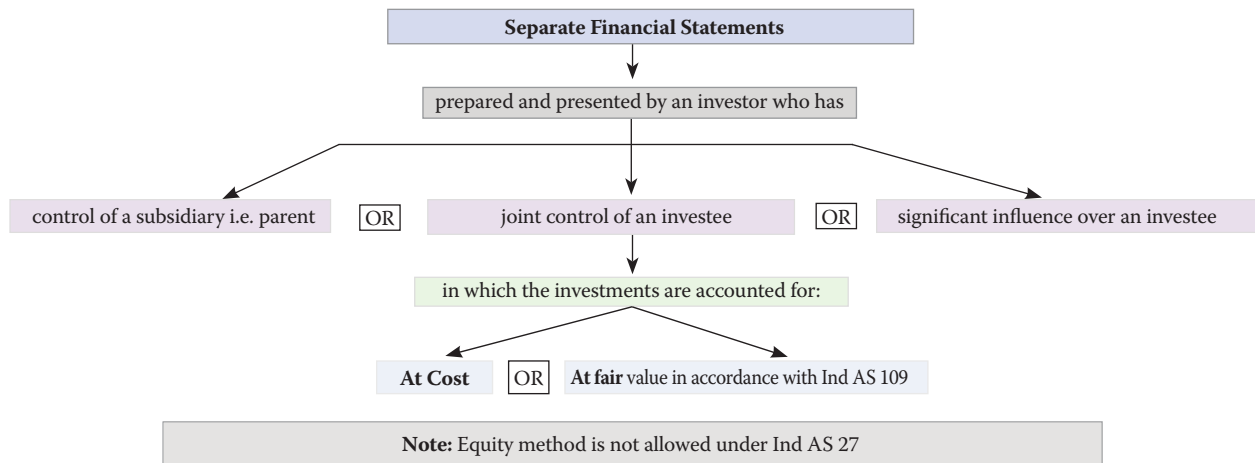 Separate Financial Statements
prepared and presented by an investor who has
control of a subsidiary i.e. parent
OR
joint control of an investee
OR
significant influence over an investee
in which the investments are accounted for:
At Cost
OR
At fair value in accordance with Ind AS 109
Note: Equity method is not allowed under Ind AS 27